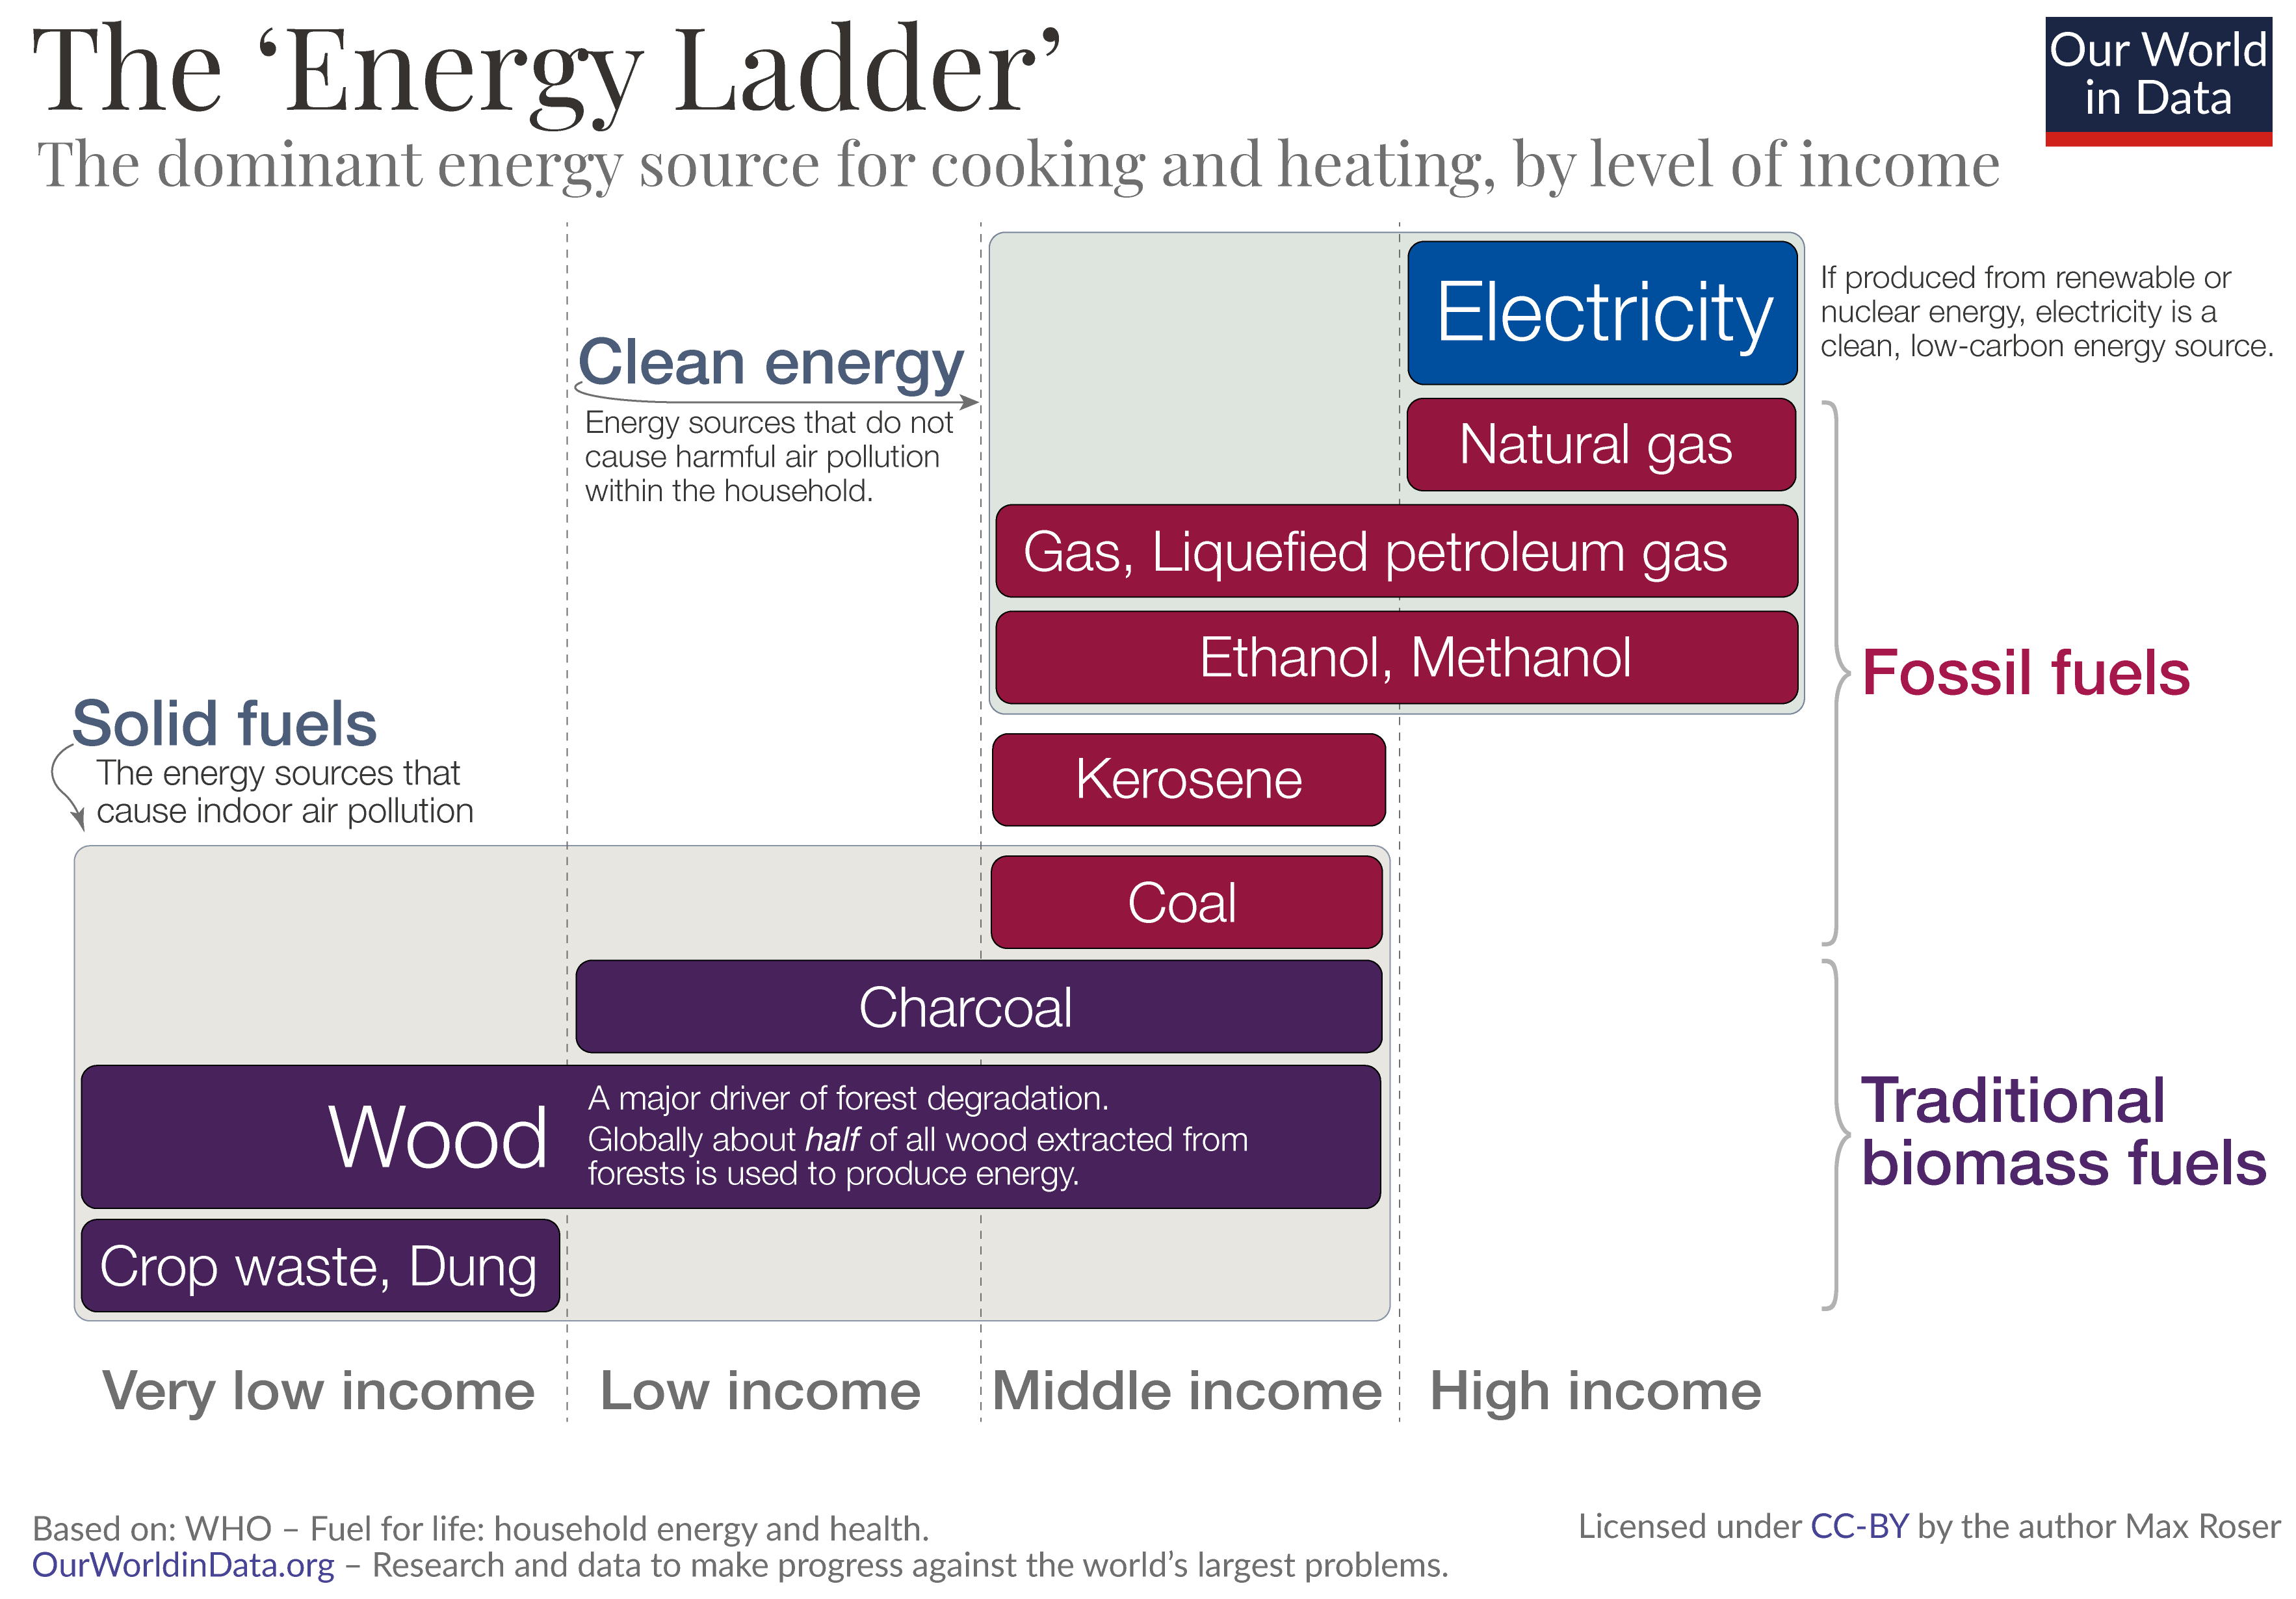 The ‘Energy Ladder’
The dominant energy source for cooking and heating, by level of income
Our World
in Data
Electricity
If produced from renewable or
nuclear energy, electricity is a
clean, low-carbon energy source.
Clean energy
Energy sources that do not
cause harmful air pollution
within the household.
Natural gas
Gas, Liquefied petroleum gas
Ethanol, Methanol
Fossil fuels
Solid fuels
The energy sources that
cause indoor air pollution
Kerosene
Coal
Charcoal
Wood
A major driver of forest degradation.
Globally about half of all wood extracted from
forests is used to produce energy.
Traditional
biomass fuels
Crop waste, Dung
Very low income
Low income
Middle income
High income
Based on: WHO – Fuel for life: household energy and health.
OurWorldinData.org – Research and data to make progress against the world’s largest problems.
Licensed under CC-BY by the author Max Roser